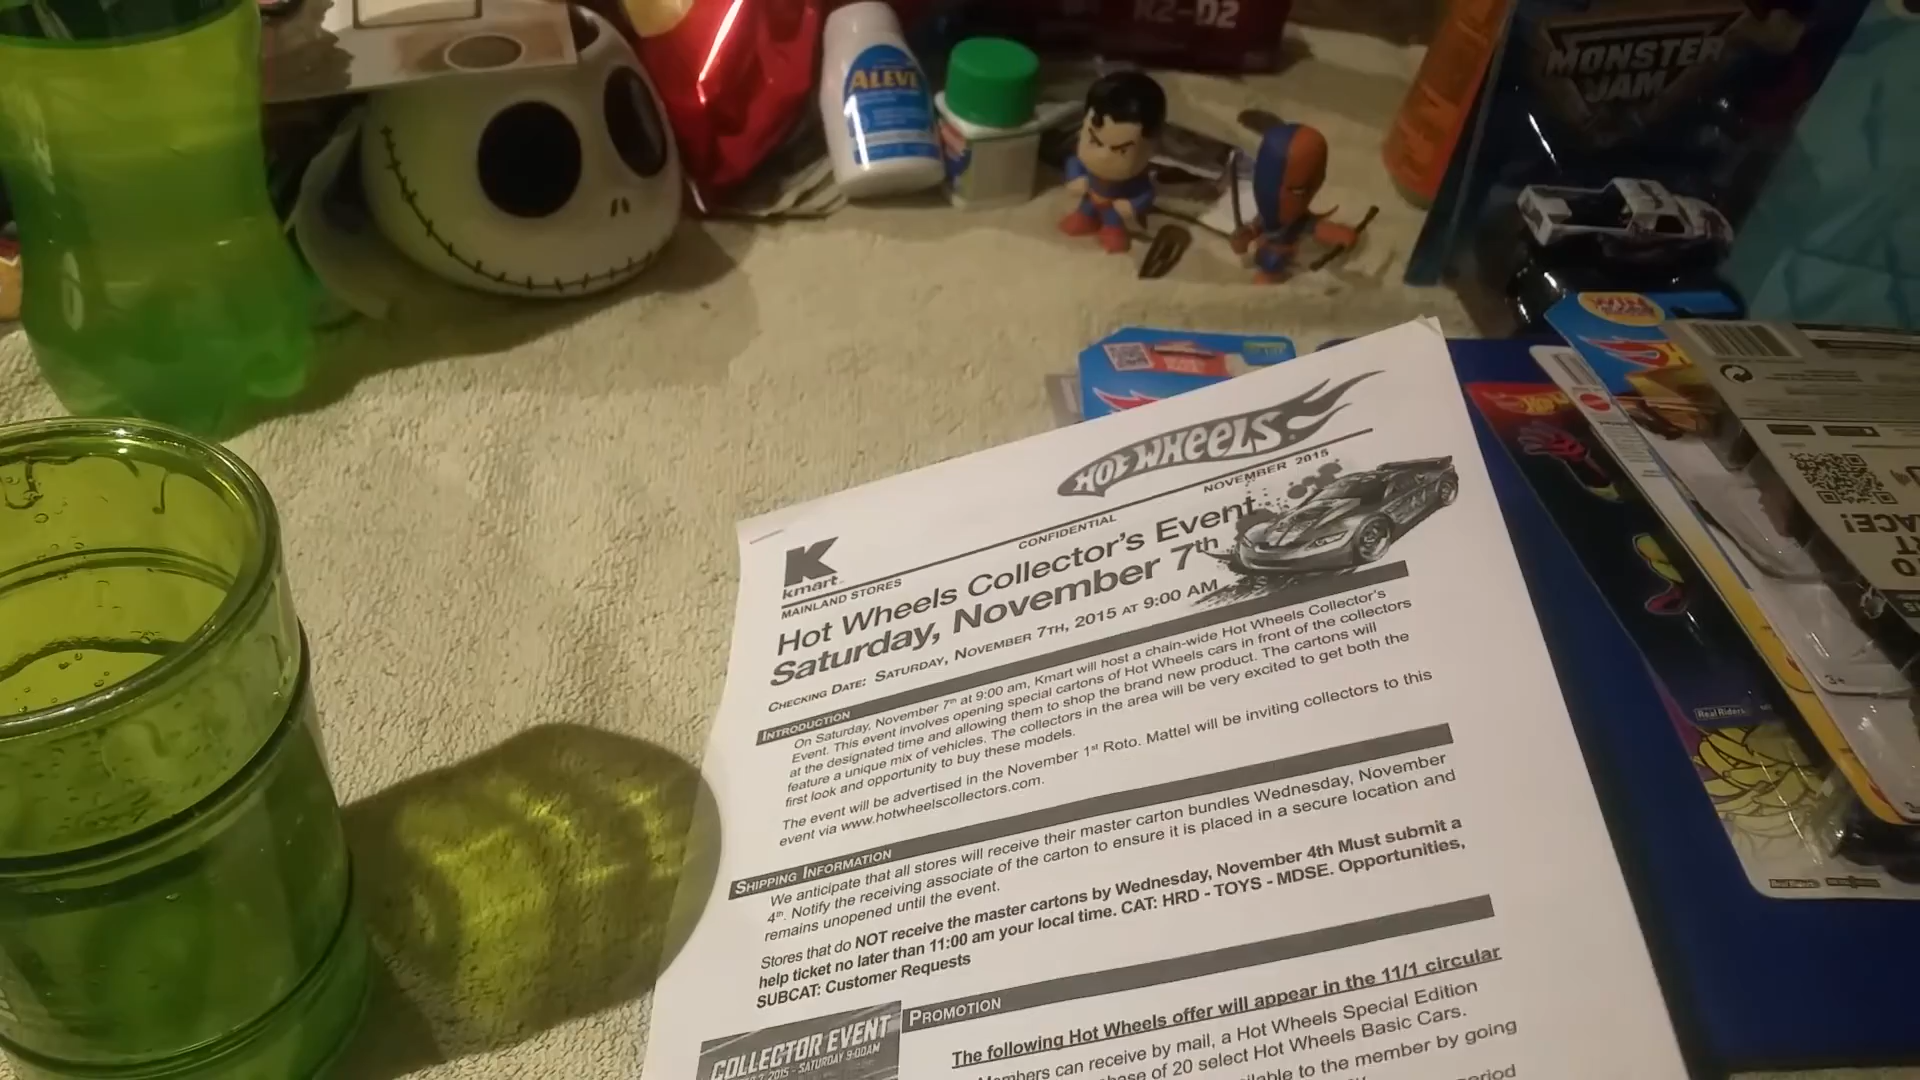 R2-D2
ALEVE
MONSTER
JAM
WIN
HOT WHEELS
NOVEMBER 2015
CONFIDENTIAL
kmart
MAINLAND STORES
Hot Wheels Collector's Event
Saturday, November 7th
CHECKING DATE: SATURDAY, NOVEMBER 7TH, 2015 AT 9:00 AM
INTRODUCTION
On Saturday, November 7th at 9:00 am, Kmart will host a chain-wide Hot Wheels Collector's
Event. This event involves opening special cartons of Hot Wheels cars in front of the collectors
at the designated time and allowing them to shop the brand new product. The cartons will
feature a unique mix of vehicles. The collectors in the area will be very excited to get both the
first look and opportunity to buy these models.
The event will be advertised in the November 1st Roto. Mattel will be inviting collectors to this
event via www.hotwheelscollectors.com.
SHIPPING INFORMATION
We anticipate that all stores will receive their master carton bundles Wednesday, November
4th. Notify the receiving associate of the carton to ensure it is placed in a secure location and
remains unopened until the event.
Stores that do NOT receive the master cartons by Wednesday, November 4th Must submit a
help ticket no later than 11:00 am your local time. CAT: HRD - TOYS - MDSE. Opportunities,
SUBCAT: Customer Requests
PROMOTION
The following Hot Wheels offer will appear in the 11/1 circular
can receive by mail, a Hot Wheels Special Edition
of 20 select Hot Wheels Basic Cars.
to the member by going
COLLECTOR EVENT
2015 - SATURDAY 9:00AM
Real Riders
3+